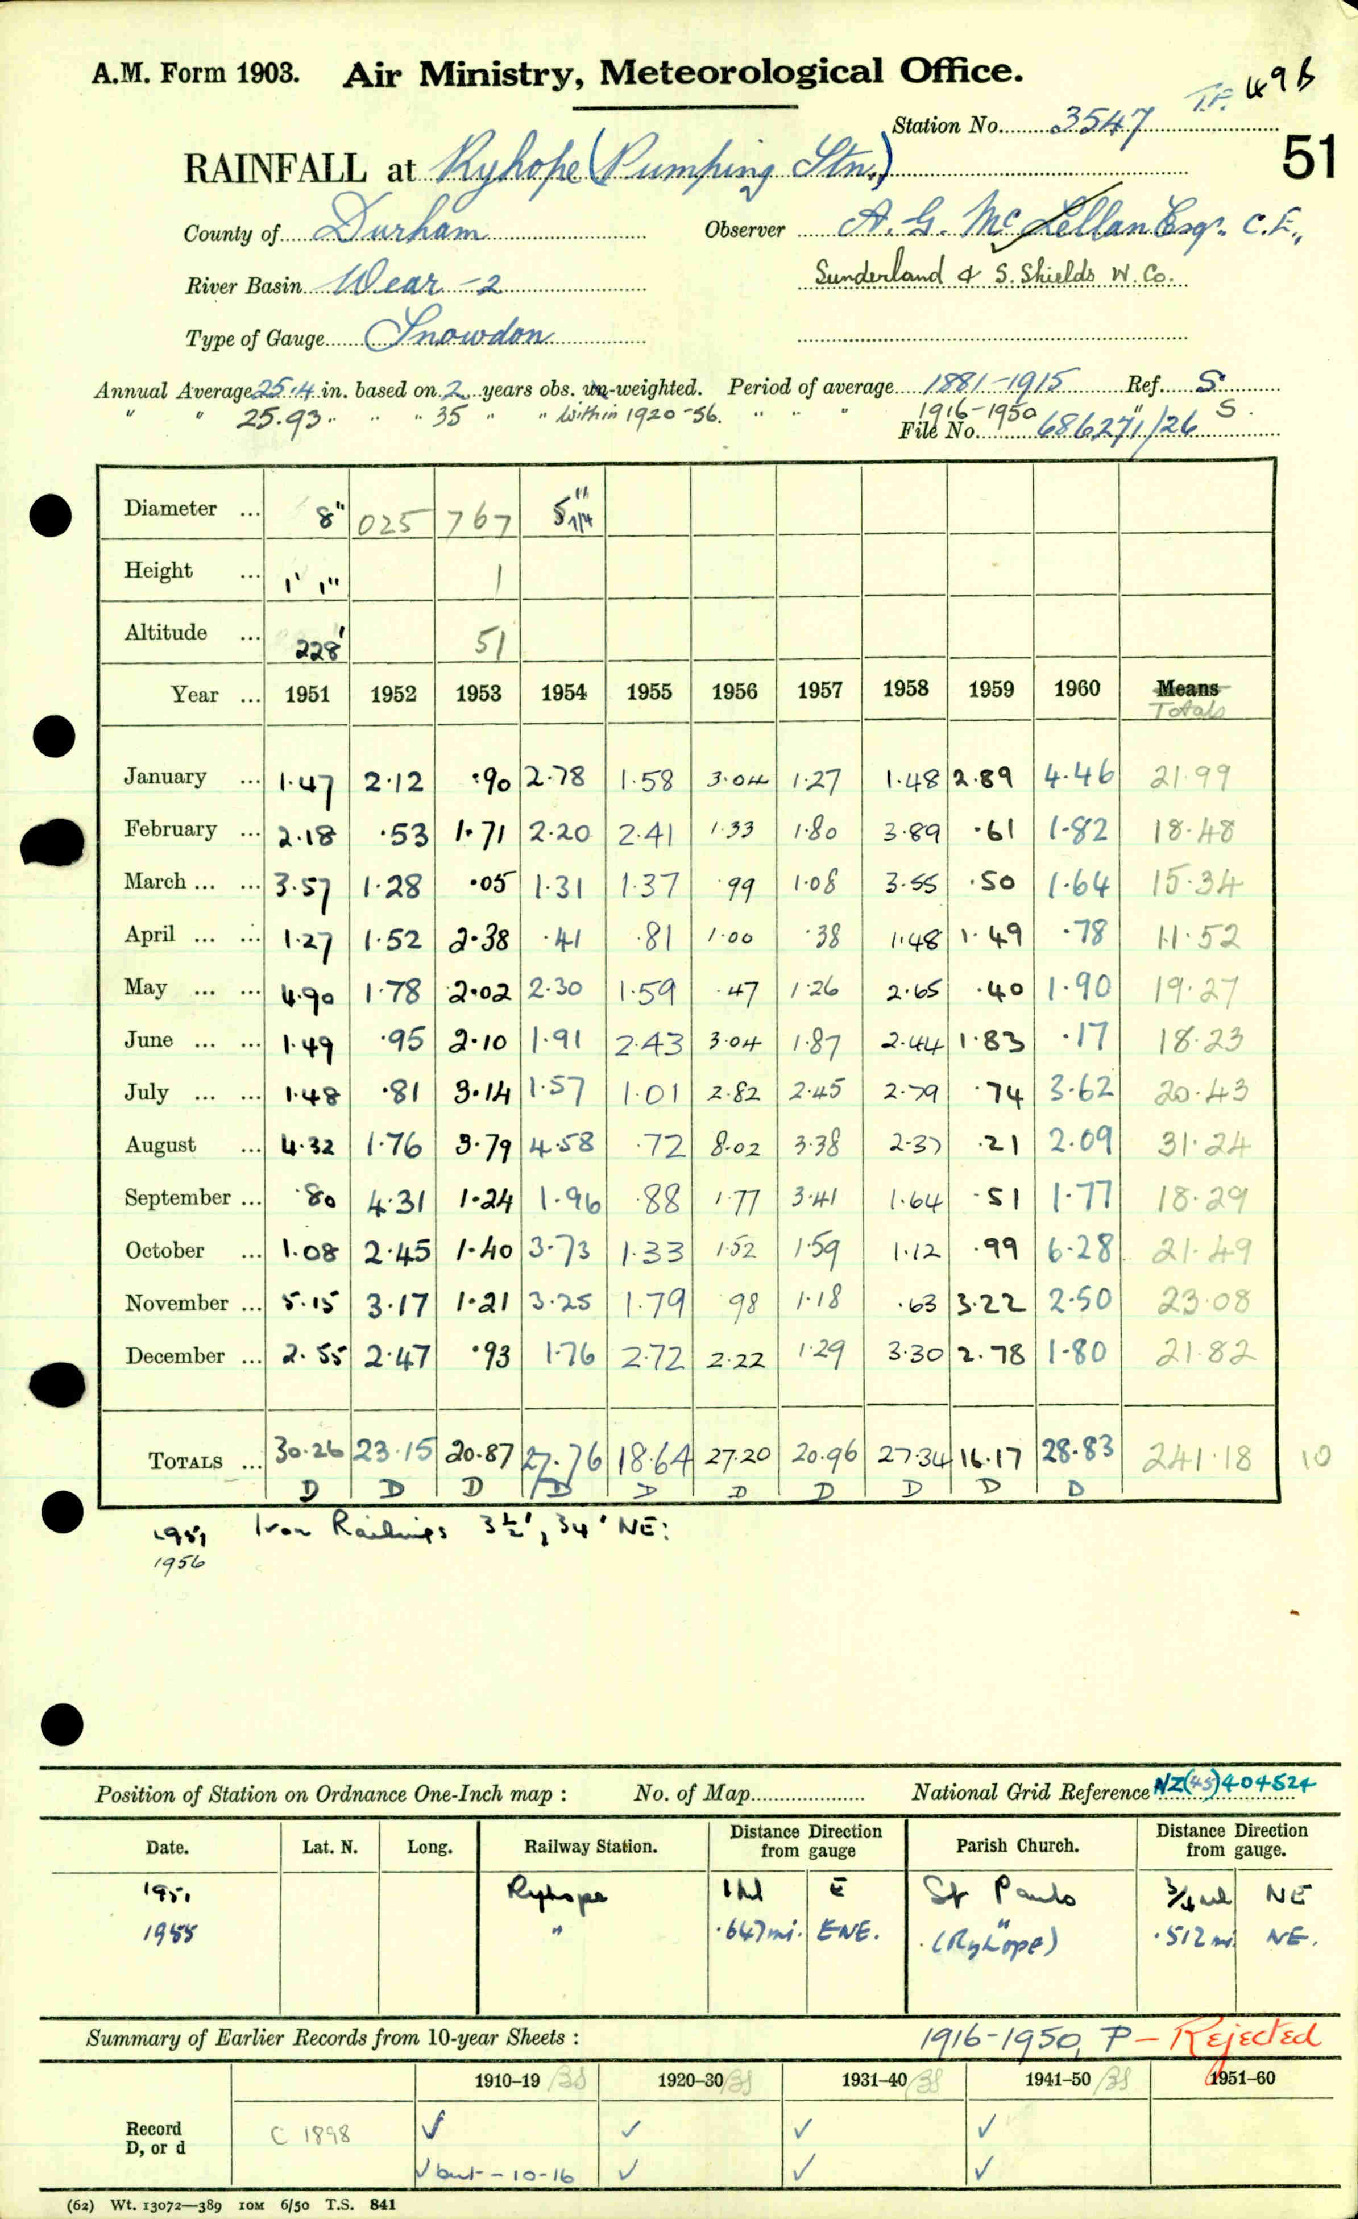 A.M. Form 1903. Air Ministry, Meteorological Office. T.P. 49B
Station No. 3547
51
RAINFALL at Ryhope (Pumping Stn.)
County of Durham Observer A. G. McLellan Esqr. C.E.,
River Basin Wear -2 Sunderland & S. Shields W. Co.
Type of Gauge Snowdon
Annual Average 25.4 in. based on 2 years obs. un-weighted. Period of average 1881-1915 Ref. S.
" " 25.93 " " " 35 " " Within 1920-56. " " " 1916-1950 " S.
File No. 686271/26
Diameter ... 8" 025 767 5 1/4"
Height ... 1' 1" 1
Altitude ... 228' 51
Year ... 1951 1952 1953 1954 1955 1956 1957 1958 1959 1960 Means
Totals
January ... 1.47 2.12 .90 2.78 1.58 3.04 1.27 1.48 2.89 4.46 21.99
February ... 2.18 .53 1.71 2.20 2.41 1.33 1.80 3.89 .61 1.82 18.48
March ... ... 3.57 1.28 .05 1.31 1.37 .99 1.08 3.55 .50 1.64 15.34
April ... ... 1.27 1.52 2.38 .41 .81 1.00 .38 1.48 1.49 .78 11.52
May ... ... 4.90 1.78 2.02 2.30 1.59 .47 1.26 2.65 .40 1.90 19.27
June ... ... 1.49 .95 2.10 1.91 2.43 3.04 1.87 2.44 1.83 .17 18.23
July ... ... 1.48 .81 3.14 1.57 1.01 2.82 2.45 2.79 .74 3.62 20.43
August ... 4.32 1.76 3.79 4.58 .72 8.02 3.38 2.37 .21 2.09 31.24
September ... .80 4.31 1.24 1.96 .88 1.77 3.41 1.64 .51 1.77 18.29
October ... 1.08 2.45 1.40 3.73 1.33 1.52 1.59 1.12 .99 6.28 21.49
November ... 5.15 3.17 1.21 3.25 1.79 .98 1.18 .63 3.22 2.50 23.08
December ... 2.55 2.47 .93 1.76 2.72 2.22 1.29 3.30 2.78 1.80 21.82
TOTALS ... 30.26 23.15 20.87 27.76 18.64 27.20 20.96 27.34 16.17 28.83 241.18 10
D D D D D D D D D D
1951 Iron Railings 3½', 34' NE:
1956
Position of Station on Ordnance One-Inch map : No. of Map National Grid Reference NZ(45)404524
Date. Lat. N. Long. Railway Station. Distance from Direction gauge Parish Church. Distance from Direction gauge.
1951 Ryhope 1 Ml E St Pauls 3/4 ml NE
1955 " .647 mi. ENE. " (Ryhope) .512 mi NE.
Summary of Earlier Records from 10-year Sheets : 1916-1950, P - Rejected
1910–19 BS 1920–30 BS 1931–40 BS 1941–50 BS 1951–60
Record C 1898 ✓ ✓ ✓ ✓
D, or d ✓ but - 10-16 ✓ ✓ ✓
(62) Wt. 13072—389 10M 6/50 T.S. 841